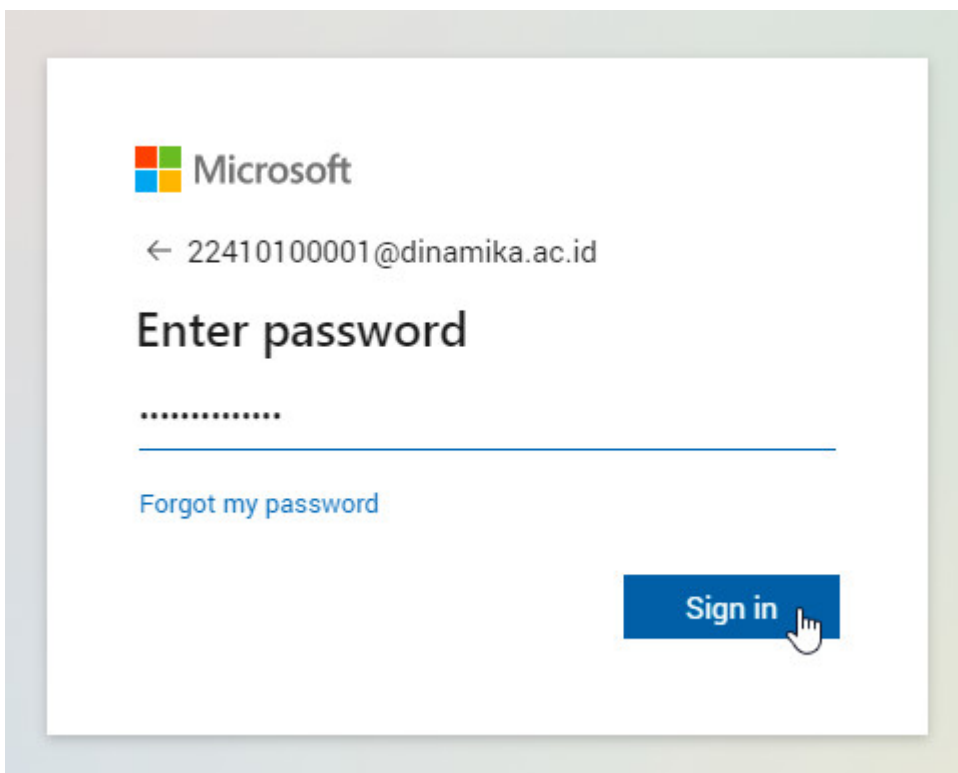 Microsoft
← 22410100001@dinamika.ac.id
Enter password
••••••••••••••
Forgot my password
Sign in